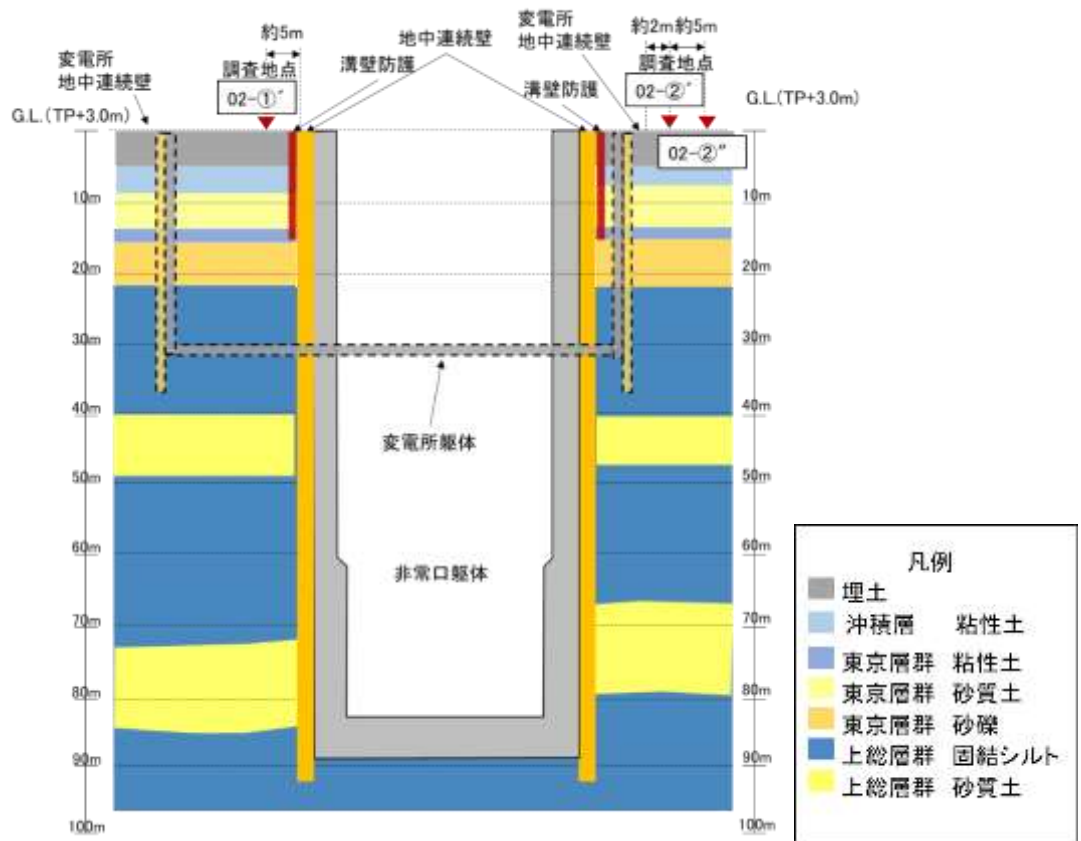 約5m
地中連続壁
変電所
地中連続壁
約2m約5m
変電所
地中連続壁
調査地点
溝壁防護
調査地点
溝壁防護
02-①′
02-②′
G.L.(TP+3.0m)
G.L.(TP+3.0m)
02-②″
10m
10m
20m
20m
30m
30m
40m
40m
変電所躯体
50m
50m
60m
60m
非常口躯体
70m
70m
80m
80m
90m
90m
100m
100m
凡例
埋土
沖積層 粘性土
東京層群 粘性土
東京層群 砂質土
東京層群 砂礫
上総層群 固結シルト
上総層群 砂質土